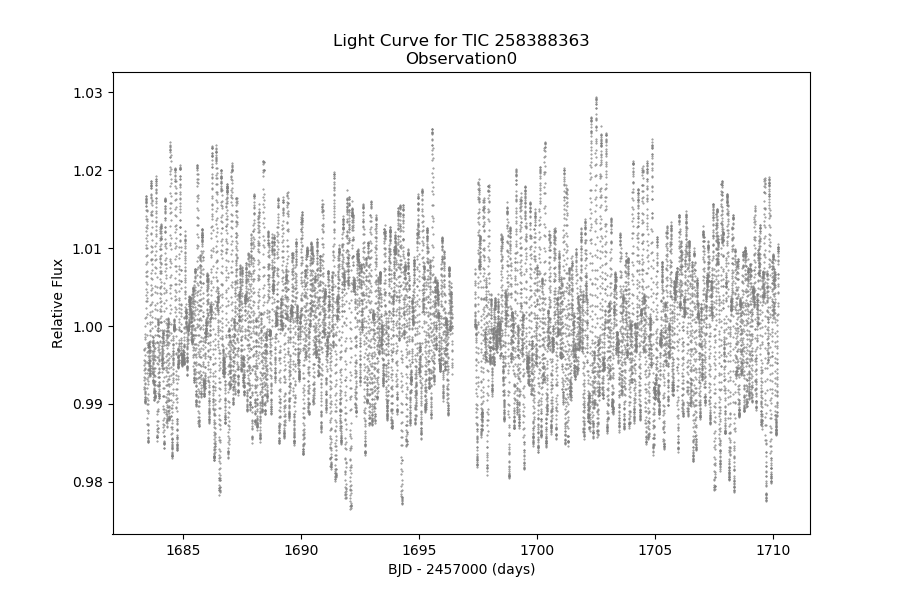 Light Curve for TIC 258388363
Observation0
1.03
1.02
1.01
1.00
0.99
0.98
Relative Flux
1685 1690 1695 1700 1705 1710
BJD - 2457000 (days)